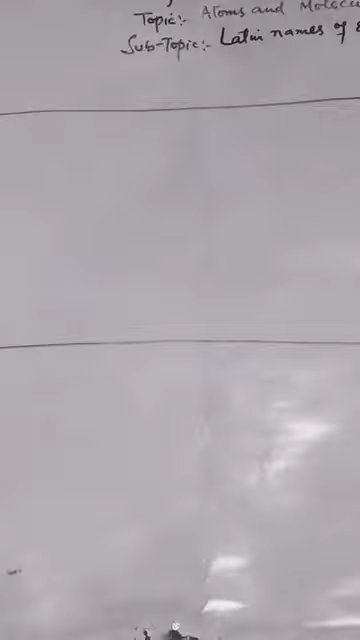 Topic:- Atoms and
Sub-Topic:- Latin names of